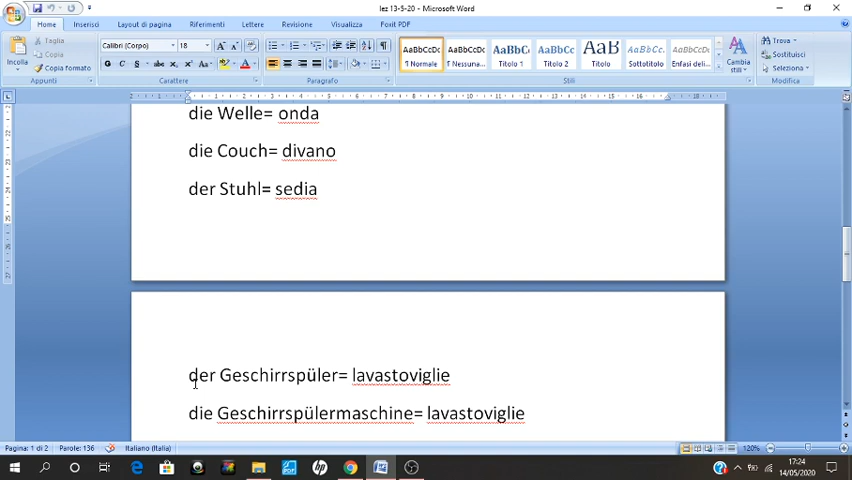 lez 13-5-20 - Microsoft Word
Home Inserisci Layout di pagina Riferimenti Lettere Revisione Visualizza Foxit PDF
Incolla
Taglia
Copia
Copia formato
Appunti
Calibri (Corpo) 18
G C S
Carattere
Paragrafo
AaBbCcDc AaBbCcDc AaBbC AaBbCc AaB AaBbCc. AaBbCcDc
¶ Normale ¶ Nessuna... Titolo 1 Titolo 2 Titolo Sottotitolo Enfasi deli...
Stili
Cambia stili
Trova
Sostituisci
Seleziona
Modifica
die Welle= onda
die Couch= divano
der Stuhl= sedia
der Geschirrspüler= lavastoviglie
die Geschirrspülermaschine= lavastoviglie
Pagina: 1 di 2 Parole: 136 Italiano (Italia) 120%
17:24
14/05/2020